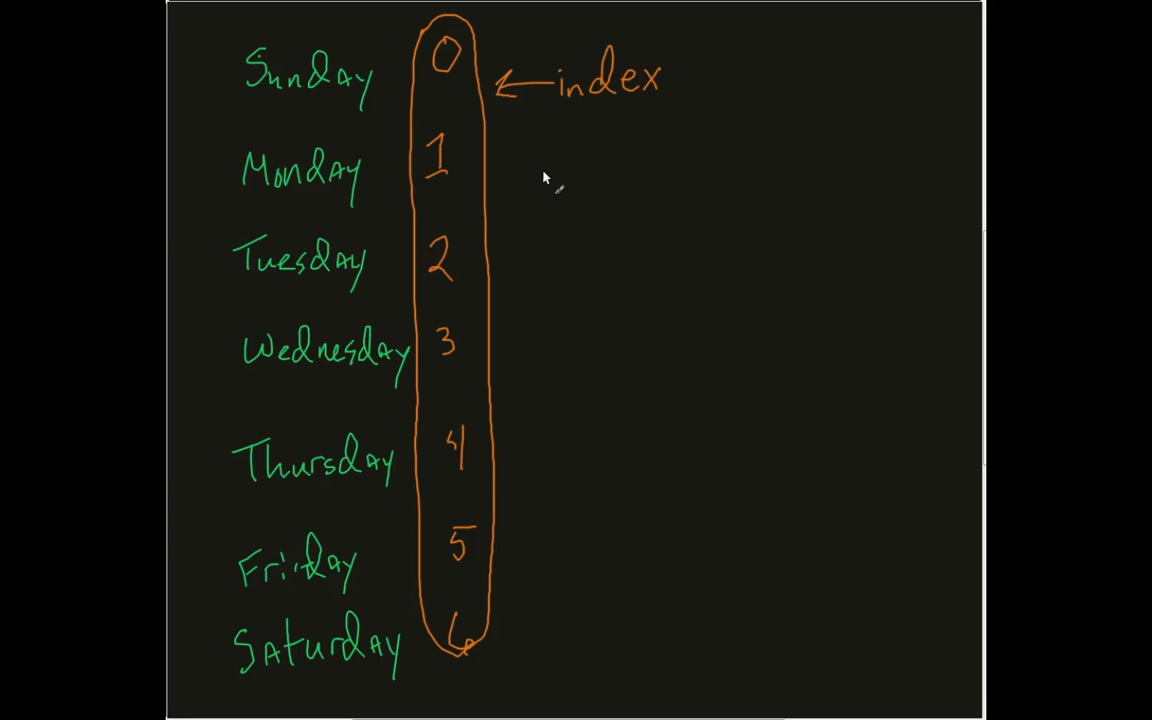 Sunday 0 ← index
Monday 1
Tuesday 2
Wednesday 3
Thursday 4
Friday 5
Saturday 6